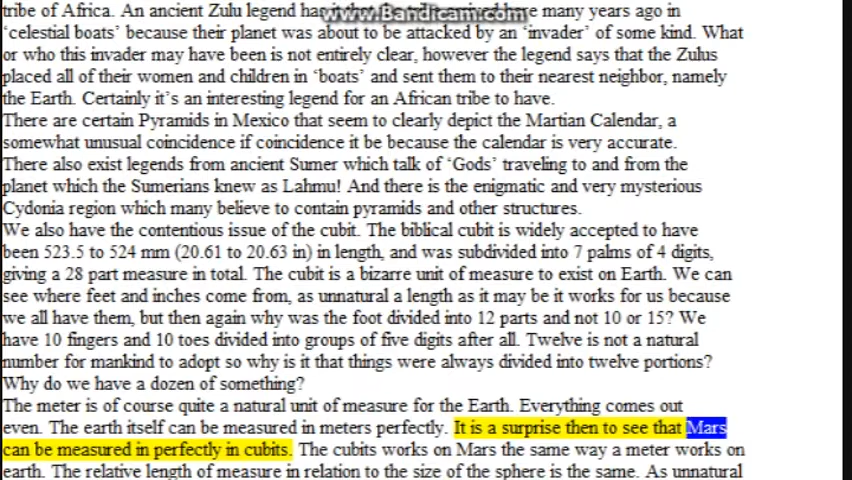 tribe of Africa. An ancient Zulu legend has it that the tribe arrived here many years ago in
www.Bandicam.com
‘celestial boats’ because their planet was about to be attacked by an ‘invader’ of some kind. What
or who this invader may have been is not entirely clear, however the legend says that the Zulus
placed all of their women and children in ‘boats’ and sent them to their nearest neighbor, namely
the Earth. Certainly it’s an interesting legend for an African tribe to have.
There are certain Pyramids in Mexico that seem to clearly depict the Martian Calendar, a
somewhat unusual coincidence if coincidence it be because the calendar is very accurate.
There also exist legends from ancient Sumer which talk of ‘Gods’ traveling to and from the
planet which the Sumerians knew as Lahmu! And there is the enigmatic and very mysterious
Cydonia region which many believe to contain pyramids and other structures.
We also have the contentious issue of the cubit. The biblical cubit is widely accepted to have
been 523.5 to 524 mm (20.61 to 20.63 in) in length, and was subdivided into 7 palms of 4 digits,
giving a 28 part measure in total. The cubit is a bizarre unit of measure to exist on Earth. We can
see where feet and inches come from, as unnatural a length as it may be it works for us because
we all have them, but then again why was the foot divided into 12 parts and not 10 or 15? We
have 10 fingers and 10 toes divided into groups of five digits after all. Twelve is not a natural
number for mankind to adopt so why is it that things were always divided into twelve portions?
Why do we have a dozen of something?
The meter is of course quite a natural unit of measure for the Earth. Everything comes out
even. The earth itself can be measured in meters perfectly. It is a surprise then to see that Mars
can be measured in perfectly in cubits. The cubits works on Mars the same way a meter works on
earth. The relative length of measure in relation to the size of the sphere is the same. As unnatural